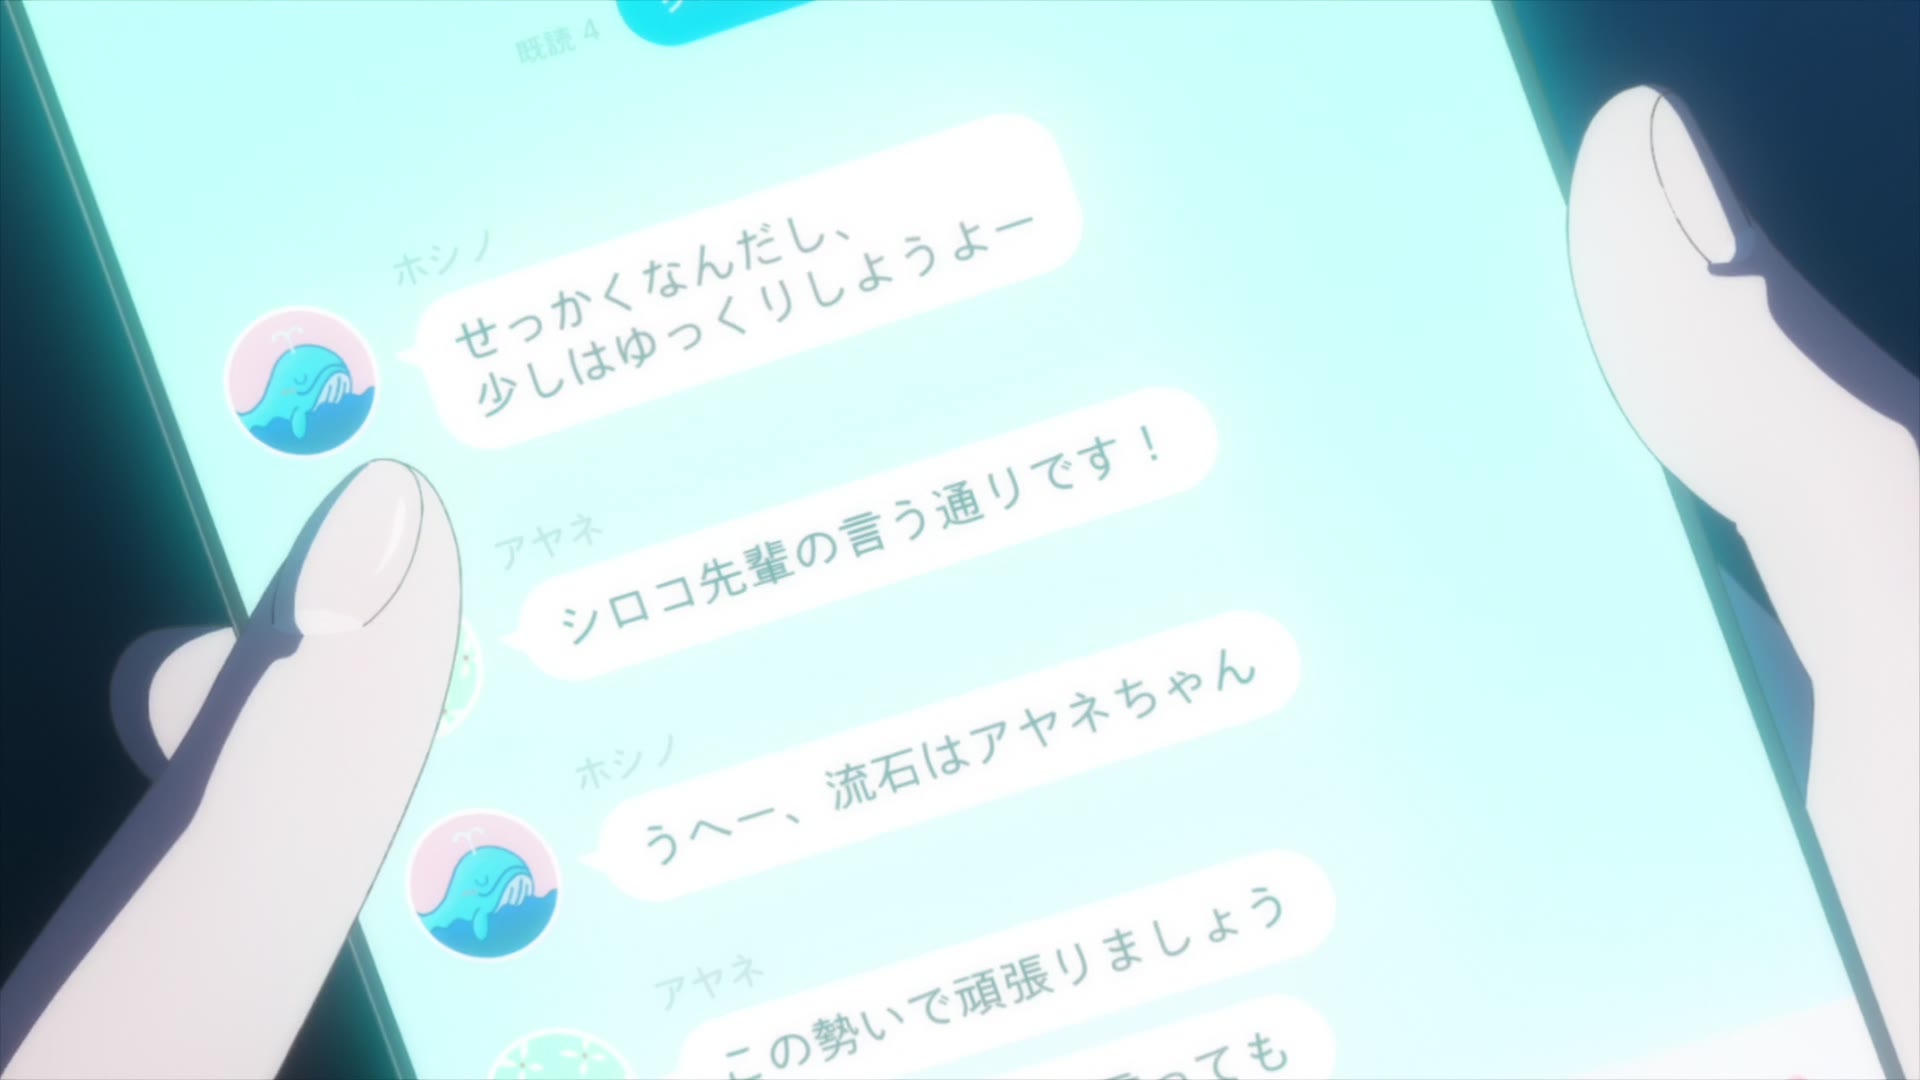 既読 4
ホシノ
せっかくなんだし、
少しはゆっくりしようよー
アヤネ
シロコ先輩の言う通りです！
ホシノ
うへー、流石はアヤネちゃん
アヤネ
この勢いで頑張りましょう
っても